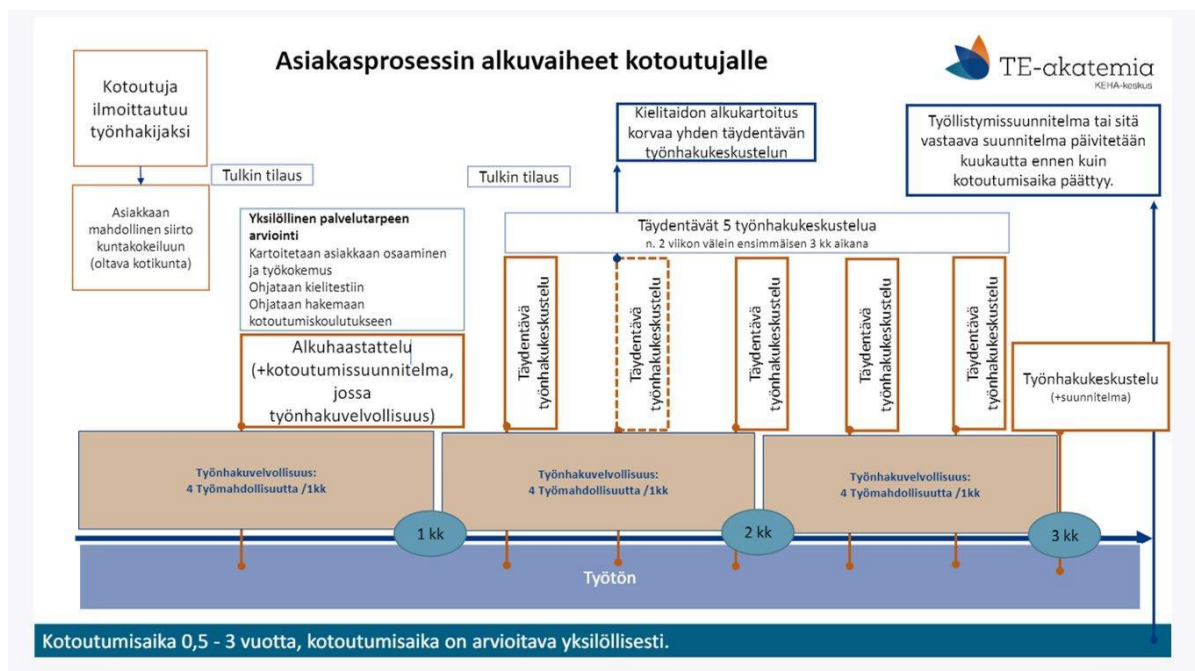 Asiakasprosessin alkuvaiheet kotoutujalle
TE-akatemia
KEHA-keskus
Kotoutuja
ilmoittautuu
työnhakijaksi
Asiakkaan
mahdollinen siirto
kuntakokeiluun
(oltava kotikunta)
Tulkin tilaus
Yksilöllinen palvelutarpeen
arviointi
Kartoitetaan asiakkaan osaaminen
ja työkokemus
Ohjataan kielitestiin
Ohjataan hakemaan
kotoutumiskoulutukseen
Alkuhaastattelu
(+kotoutumissuunnitelma,
jossa
työnhakuvelvollisuus)
Tulkin tilaus
Kielitaidon alkukartoitus
korvaa yhden täydentävän
työnhakukeskustelun
Työllistymissuunnitelma tai sitä
vastaava suunnitelma päivitetään
kuukautta ennen kuin
kotoutumisaika päättyy.
Täydentävät 5 työnhakukeskustelua
n. 2 viikon välein ensimmäisen 3 kk aikana
Täydentävä
työnhakukeskustelu
Täydentävä
työnhakukeskustelu
Täydentävä
työnhakukeskustelu
Täydentävä
työnhakukeskustelu
Täydentävä
työnhakukeskustelu
Työnhakukeskustelu
(+suunnitelma)
Työnhakuvelvollisuus:
4 Työmahdollisuutta /1kk
Työnhakuvelvollisuus:
4 Työmahdollisuutta /1kk
Työnhakuvelvollisuus:
4 Työmahdollisuutta /1kk
1 kk
2 kk
3 kk
Työtön
Kotoutumisaika 0,5 - 3 vuotta, kotoutumisaika on arvioitava yksilöllisesti.